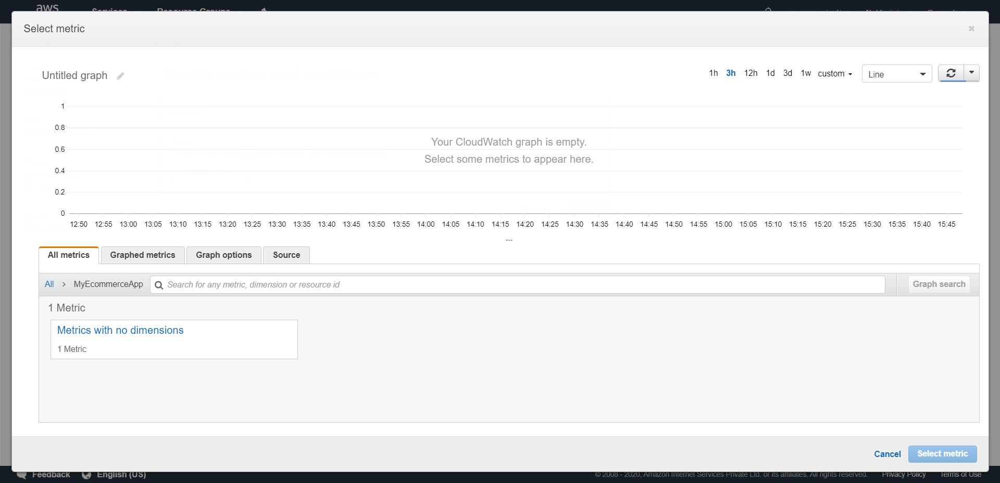 aws Services Resource Groups
Select metric
Untitled graph
1h 3h 12h 1d 3d 1w custom Line
1
0.8
0.6
0.4
0.2
0
Your CloudWatch graph is empty.
Select some metrics to appear here.
12:50 12:55 13:00 13:05 13:10 13:15 13:20 13:25 13:30 13:35 13:40 13:45 13:50 13:55 14:00 14:05 14:10 14:15 14:20 14:25 14:30 14:35 14:40 14:45 14:50 14:55 15:00 15:05 15:10 15:15 15:20 15:25 15:30 15:35 15:40 15:45
---
All metrics Graphed metrics Graph options Source
All > MyEcommerceApp Search for any metric, dimension or resource id Graph search
1 Metric
Metrics with no dimensions
1 Metric
Cancel Select metric
Feedback English (US) © 2008 - 2020, Amazon Internet Services Private Ltd. or its affiliates. All rights reserved. Privacy Policy Terms of Use